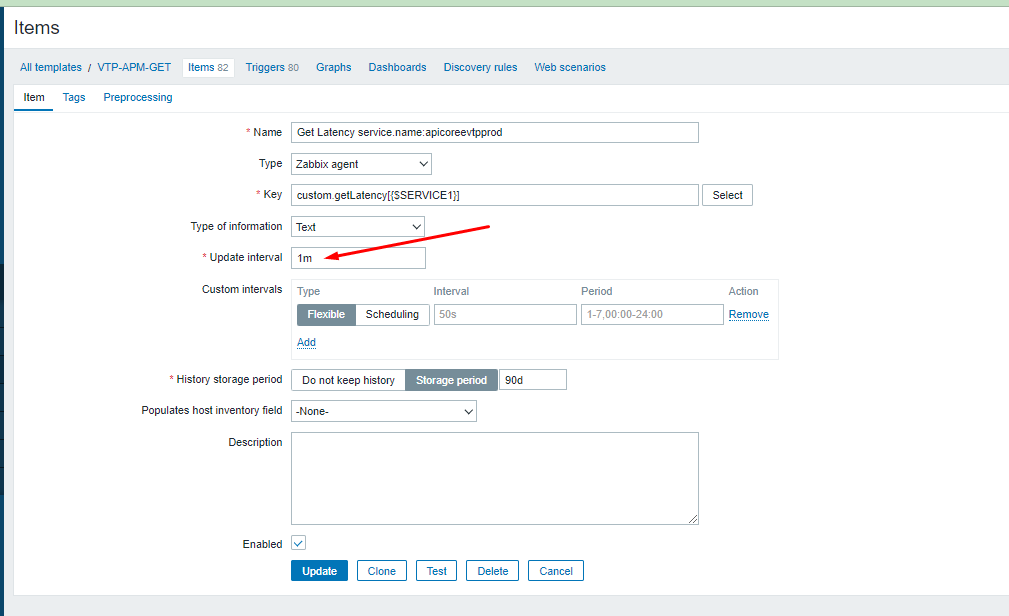 Items
All templates / VTP-APM-GET Items 82 Triggers 80 Graphs Dashboards Discovery rules Web scenarios
Item Tags Preprocessing
* Name Get Latency service.name:apicoreevtpprod
Type Zabbix agent
* Key custom.getLatency[{$SERVICE1}] Select
Type of information Text
* Update interval 1m
Custom intervals Type Interval Period Action
Flexible Scheduling 50s 1-7,00:00-24:00 Remove
Add
* History storage period Do not keep history Storage period 90d
Populates host inventory field -None-
Description
Enabled
Update Clone Test Delete Cancel